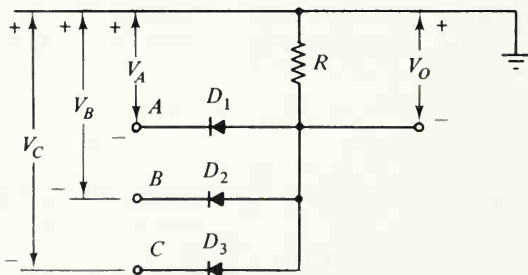 + + + +
V_A R V_O
V_B A D_1
− −
V_C
− B D_2
− C D_3